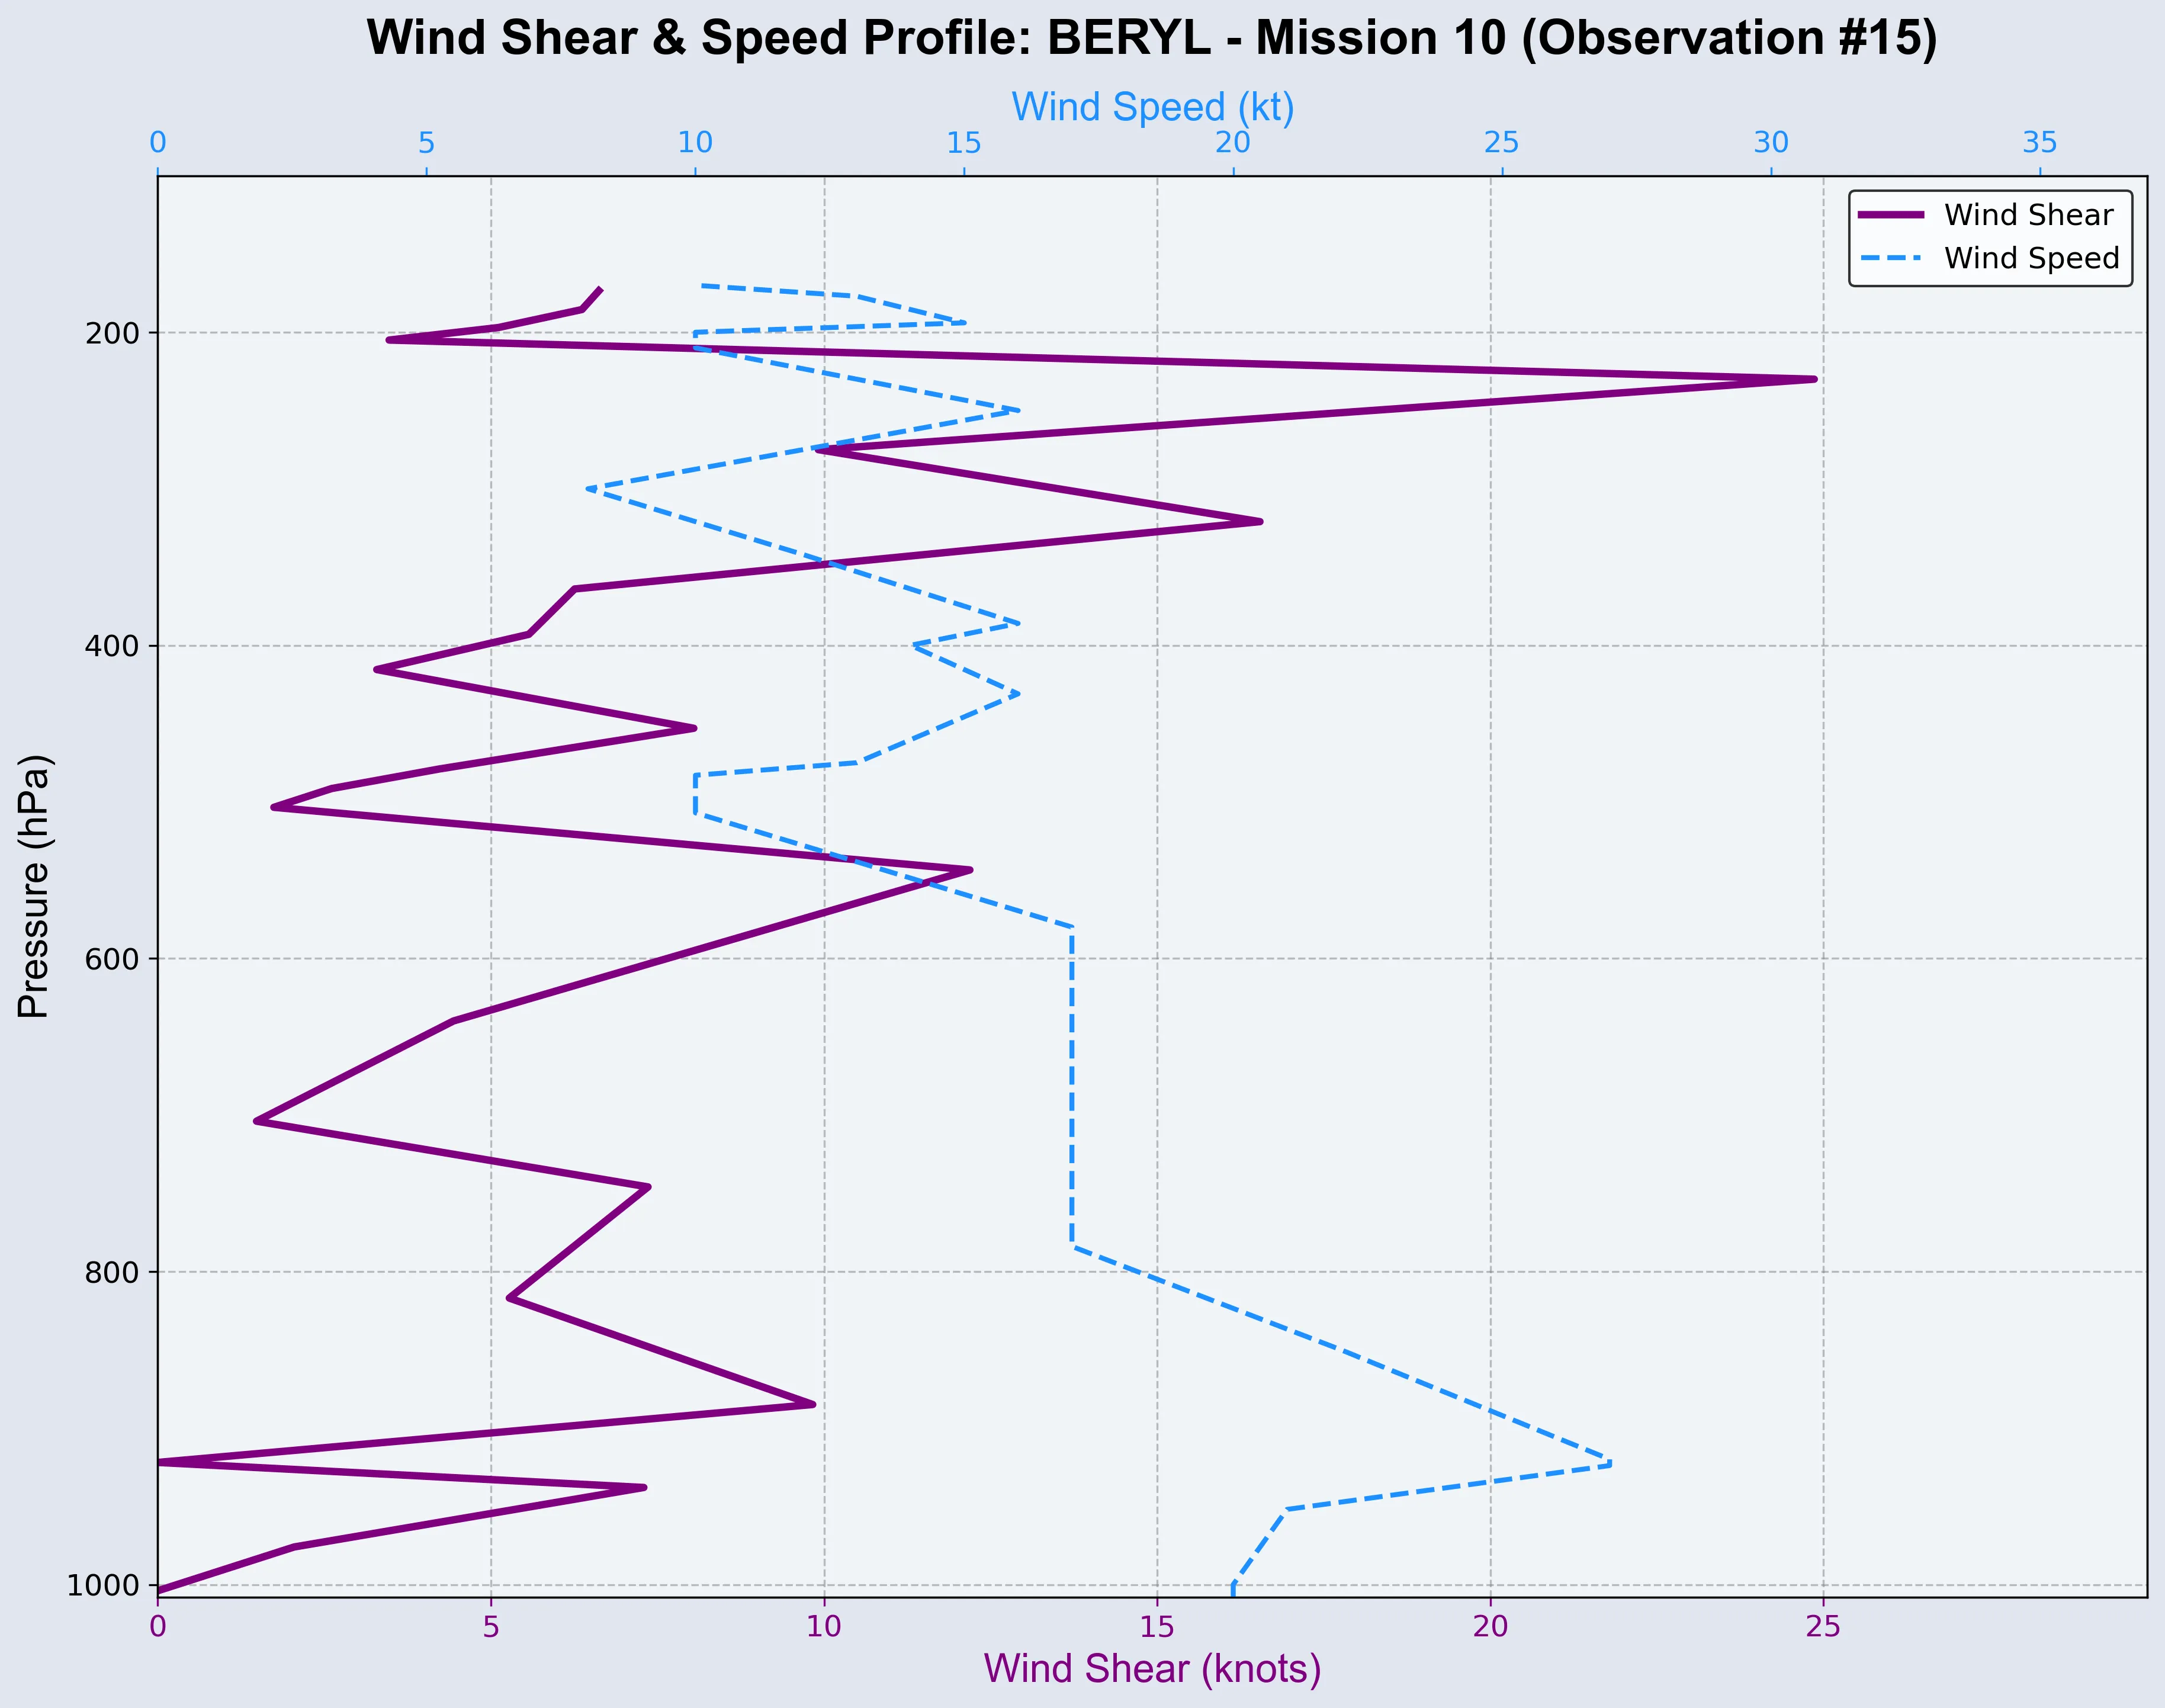 Wind Shear & Speed Profile: BERYL - Mission 10 (Observation #15)
Wind Speed (kt)
0 5 10 15 20 25 30 35
Wind Shear
Wind Speed
200
400
600
800
1000
Pressure (hPa)
0 5 10 15 20 25
Wind Shear (knots)